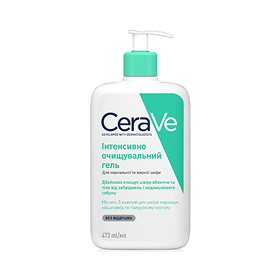 CeraVe
DEVELOPED WITH DERMATOLOGISTS
Інтенсивно
очищувальний
гель
Для нормальної та жирної шкіри
Дбайливо очищує шкіру обличчя та
тіла від забруднень і надлишкового
себуму
Містить 3 важливі для шкіри цераміди,
ніацинамід та гіалуронову кислоту
БЕЗ ВІДДУШКИ
473 ml/мл